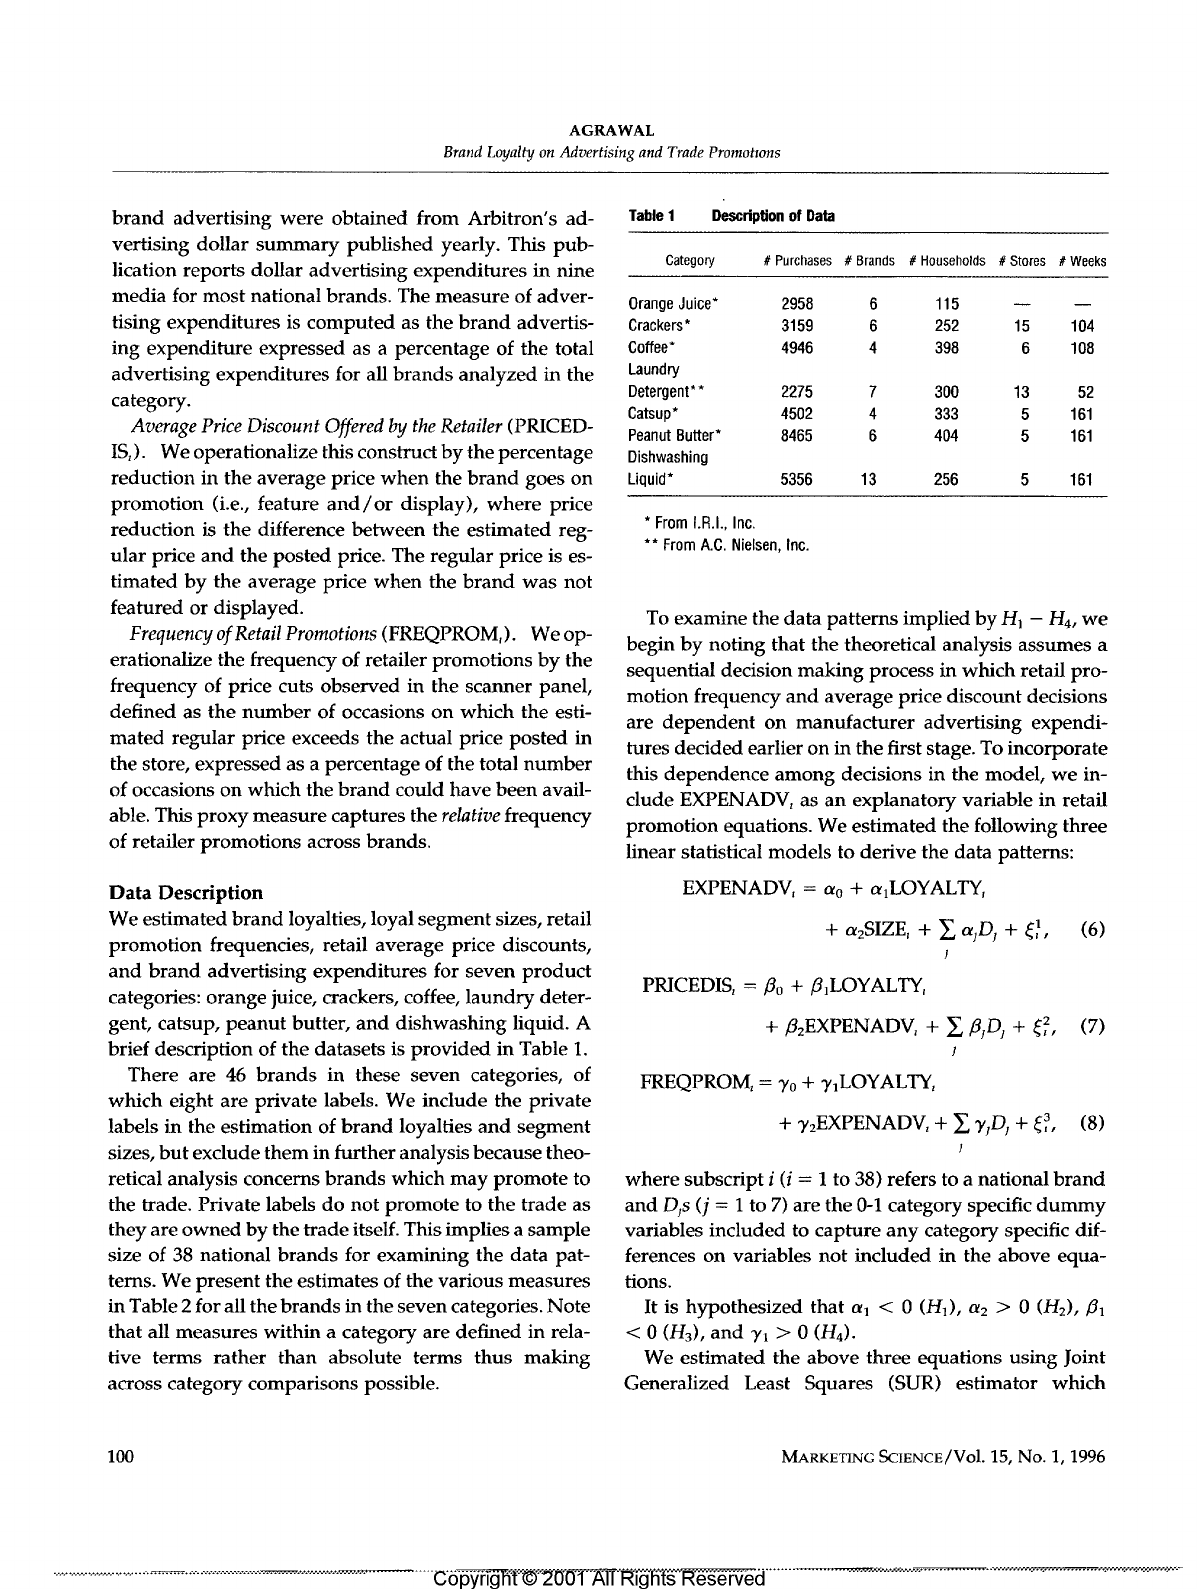 AGRAWAL
Brand Loyalty on Advertising and Trade Promotions
brand advertising were obtained from Arbitron's ad-
vertising dollar summary published yearly. This pub-
lication reports dollar advertising expenditures in nine
media for most national brands. The measure of adver-
tising expenditures is computed as the brand advertis-
ing expenditure expressed as a percentage of the total
advertising expenditures for all brands analyzed in the
category.
Average Price Discount Offered by the Retailer (PRICED-
ISᵢ). We operationalize this construct by the percentage
reduction in the average price when the brand goes on
promotion (i.e., feature and/or display), where price
reduction is the difference between the estimated reg-
ular price and the posted price. The regular price is es-
timated by the average price when the brand was not
featured or displayed.
Frequency of Retail Promotions (FREQPROMᵢ). We op-
erationalize the frequency of retailer promotions by the
frequency of price cuts observed in the scanner panel,
defined as the number of occasions on which the esti-
mated regular price exceeds the actual price posted in
the store, expressed as a percentage of the total number
of occasions on which the brand could have been avail-
able. This proxy measure captures the relative frequency
of retailer promotions across brands.
Data Description
We estimated brand loyalties, loyal segment sizes, retail
promotion frequencies, retail average price discounts,
and brand advertising expenditures for seven product
categories: orange juice, crackers, coffee, laundry deter-
gent, catsup, peanut butter, and dishwashing liquid. A
brief description of the datasets is provided in Table 1.
There are 46 brands in these seven categories, of
which eight are private labels. We include the private
labels in the estimation of brand loyalties and segment
sizes, but exclude them in further analysis because theo-
retical analysis concerns brands which may promote to
the trade. Private labels do not promote to the trade as
they are owned by the trade itself. This implies a sample
size of 38 national brands for examining the data pat-
terns. We present the estimates of the various measures
in Table 2 for all the brands in the seven categories. Note
that all measures within a category are defined in rela-
tive terms rather than absolute terms thus making
across category comparisons possible.
Table 1 Description of Data
Category # Purchases # Brands # Households # Stores # Weeks
Orange Juice* 2958 6 115 — —
Crackers* 3159 6 252 15 104
Coffee* 4946 4 398 6 108
Laundry
Detergent** 2275 7 300 13 52
Catsup* 4502 4 333 5 161
Peanut Butter* 8465 6 404 5 161
Dishwashing
Liquid* 5356 13 256 5 161
* From I.R.I., Inc.
** From A.C. Nielsen, Inc.
To examine the data patterns implied by H₁ − H₄, we
begin by noting that the theoretical analysis assumes a
sequential decision making process in which retail pro-
motion frequency and average price discount decisions
are dependent on manufacturer advertising expendi-
tures decided earlier on in the first stage. To incorporate
this dependence among decisions in the model, we in-
clude EXPENADVᵢ as an explanatory variable in retail
promotion equations. We estimated the following three
linear statistical models to derive the data patterns:
EXPENADVᵢ = α₀ + α₁LOYALTYᵢ
+ α₂SIZEᵢ + ∑ⱼ αⱼDⱼ + ξᵢ¹, (6)
PRICEDISᵢ = β₀ + β₁LOYALTYᵢ
+ β₂EXPENADVᵢ + ∑ⱼ βⱼDⱼ + ξᵢ², (7)
FREQPROMᵢ = γ₀ + γ₁LOYALTYᵢ
+ γ₂EXPENADVᵢ + ∑ⱼ γⱼDⱼ + ξᵢ³, (8)
where subscript i (i = 1 to 38) refers to a national brand
and Dⱼs (j = 1 to 7) are the 0-1 category specific dummy
variables included to capture any category specific dif-
ferences on variables not included in the above equa-
tions.
It is hypothesized that α₁ < 0 (H₁), α₂ > 0 (H₂), β₁
< 0 (H₃), and γ₁ > 0 (H₄).
We estimated the above three equations using Joint
Generalized Least Squares (SUR) estimator which
100
MARKETING SCIENCE/Vol. 15, No. 1, 1996
Copyright © 2001 All Rights Reserved